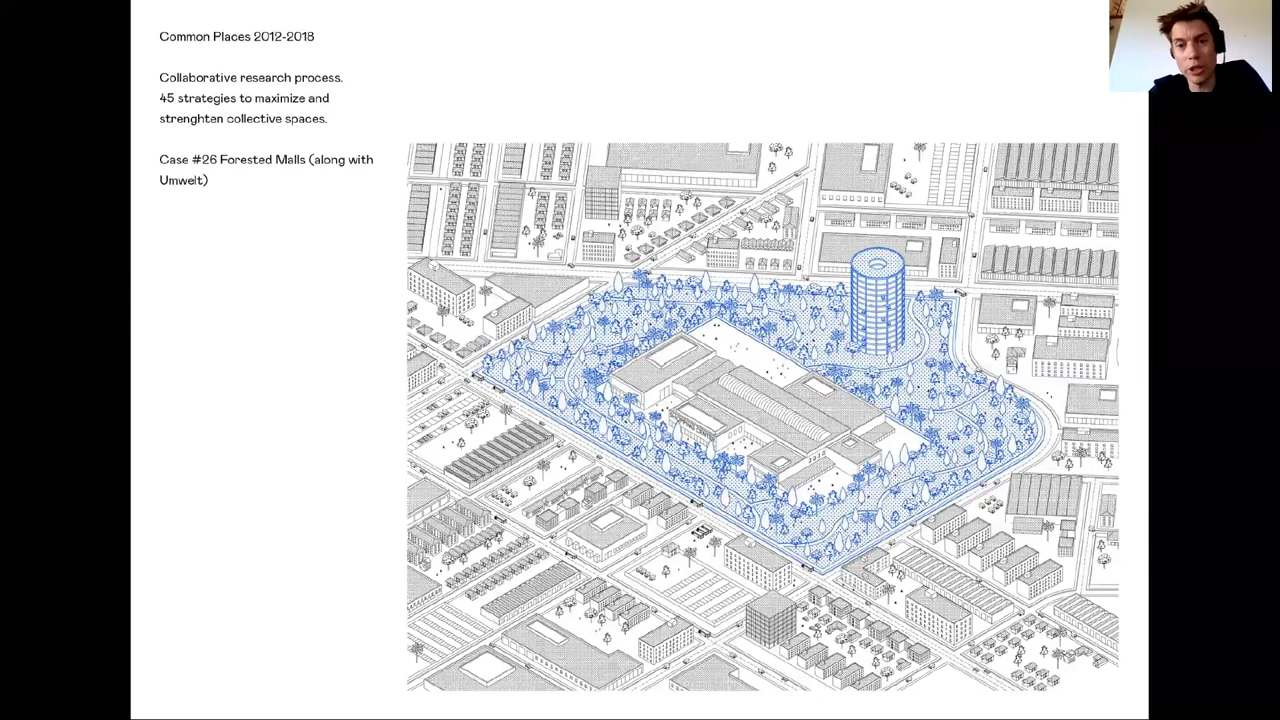 Common Places 2012-2018
Collaborative research process.
45 strategies to maximize and
strenghten collective spaces.
Case #26 Forested Malls (along with
Umwelt)